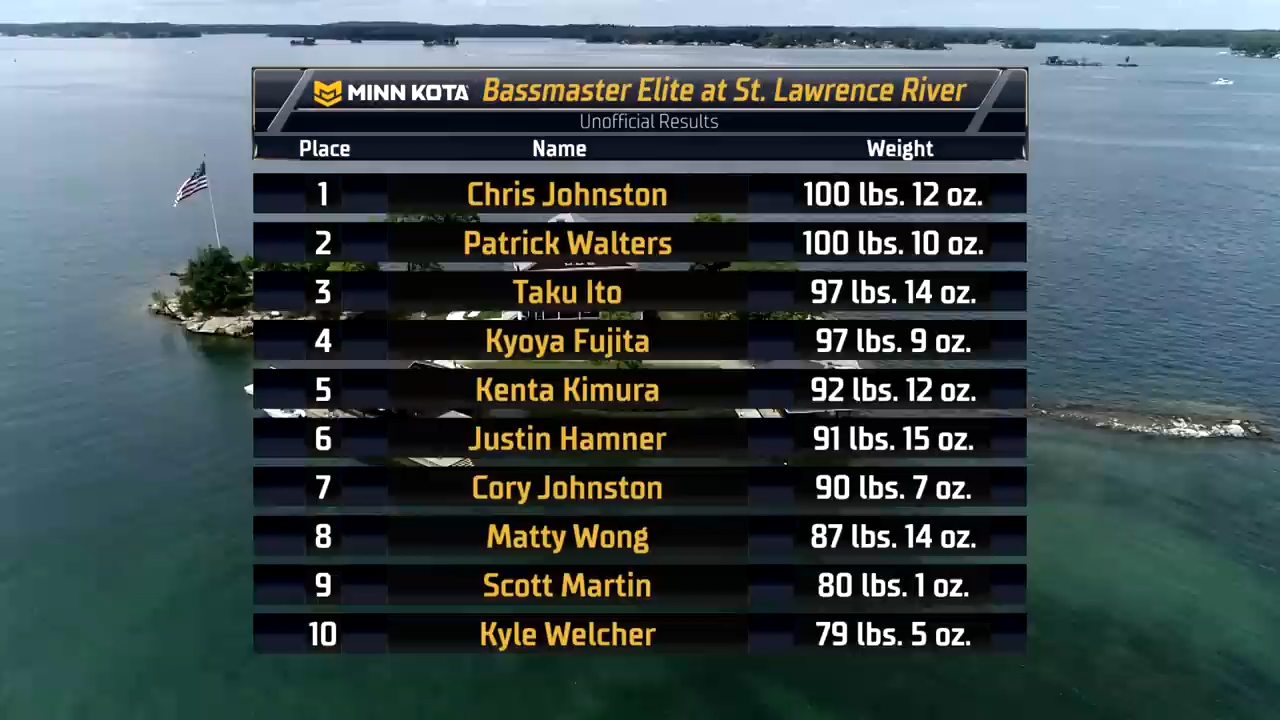 MINN KOTA Bassmaster Elite at St. Lawrence River
Unofficial Results
Place Name Weight
1 Chris Johnston 100 lbs. 12 oz.
2 Patrick Walters 100 lbs. 10 oz.
3 Taku Ito 97 lbs. 14 oz.
4 Kyoya Fujita 97 lbs. 9 oz.
5 Kenta Kimura 92 lbs. 12 oz.
6 Justin Hamner 91 lbs. 15 oz.
7 Cory Johnston 90 lbs. 7 oz.
8 Matty Wong 87 lbs. 14 oz.
9 Scott Martin 80 lbs. 1 oz.
10 Kyle Welcher 79 lbs. 5 oz.